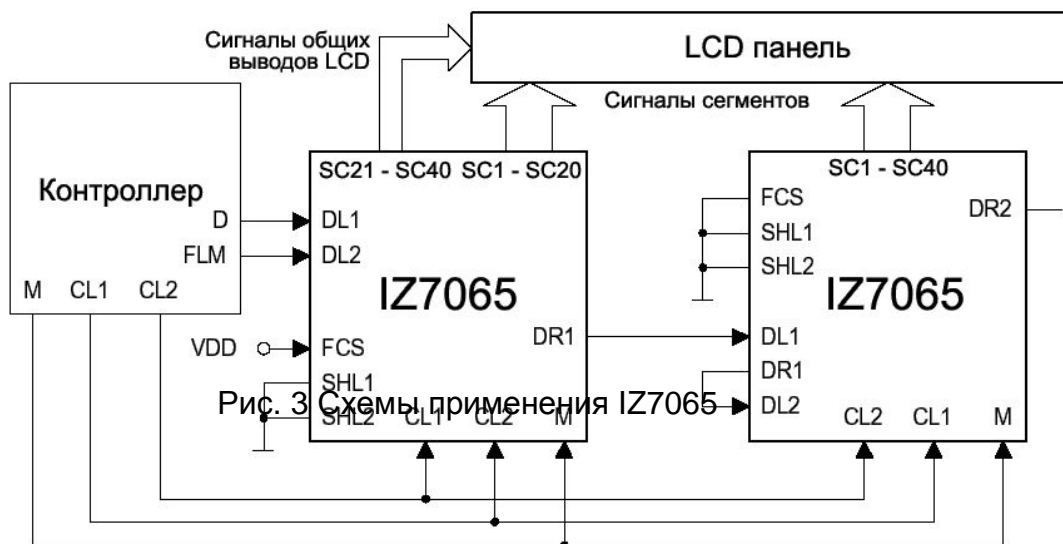 Сигналы общих
выводов LCD
LCD панель
Сигналы сегментов
Контроллер
D
FLM
M CL1 CL2
SC21 - SC40 SC1 - SC20
DL1
DL2
IZ7065
DR1
VDD
FCS
SHL1
SHL2
CL1 CL2 M
SC1 - SC40
FCS
SHL1
SHL2
DR2
IZ7065
DL1
DR1
DL2
CL2 CL1 M
Рис. 3 Схемы применения IZ7065